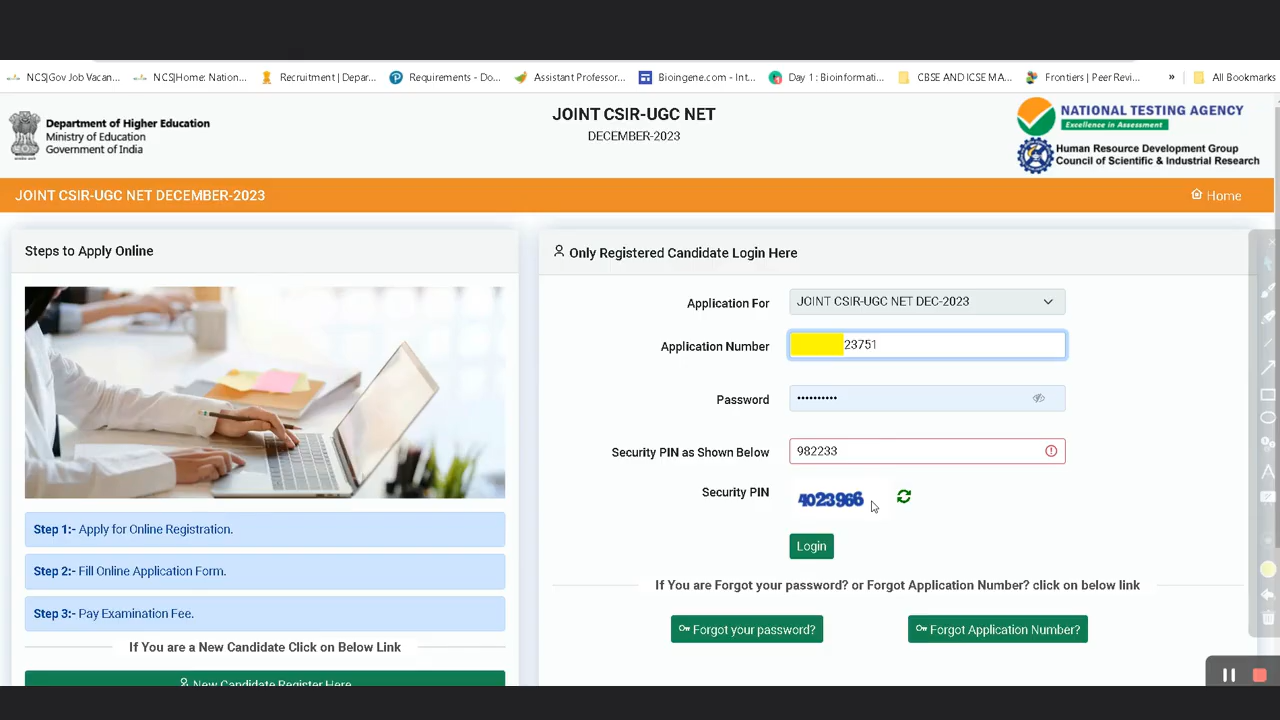 NCS|Gov Job Vacan...
NCS|Home: Nation...
Recruitment | Depar...
Requirements - Do...
Assistant Professor...
Bioingene.com - Int...
Day 1 : Bioinformati...
CBSE AND ICSE MA...
Frontiers | Peer Revi...
»
All Bookmarks
Department of Higher Education
Ministry of Education
Government of India
JOINT CSIR-UGC NET
DECEMBER-2023
NATIONAL TESTING AGENCY
Excellence in Assessment
Human Resource Development Group
Council of Scientific & Industrial Research
JOINT CSIR-UGC NET DECEMBER-2023
Home
Steps to Apply Online
Step 1:- Apply for Online Registration.
Step 2:- Fill Online Application Form.
Step 3:- Pay Examination Fee.
If You are a New Candidate Click on Below Link
New Candidate Register Here
Only Registered Candidate Login Here
Application For
JOINT CSIR-UGC NET DEC-2023
Application Number
23751
Password
••••••••••
Security PIN as Shown Below
982233
Security PIN
4023966
Login
If You are Forgot your password? or Forgot Application Number? click on below link
Forgot your password?
Forgot Application Number?